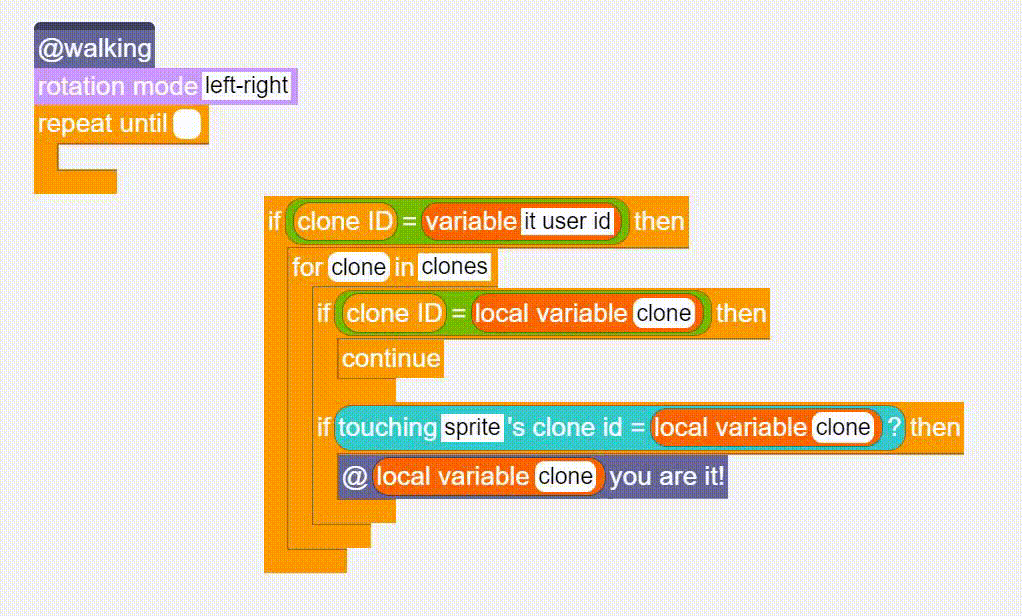 @walking
rotation mode left-right
repeat until
if clone ID = variable it user id then
for clone in clones
if clone ID = local variable clone then
continue
if touching sprite 's clone id = local variable clone ? then
@ local variable clone you are it!